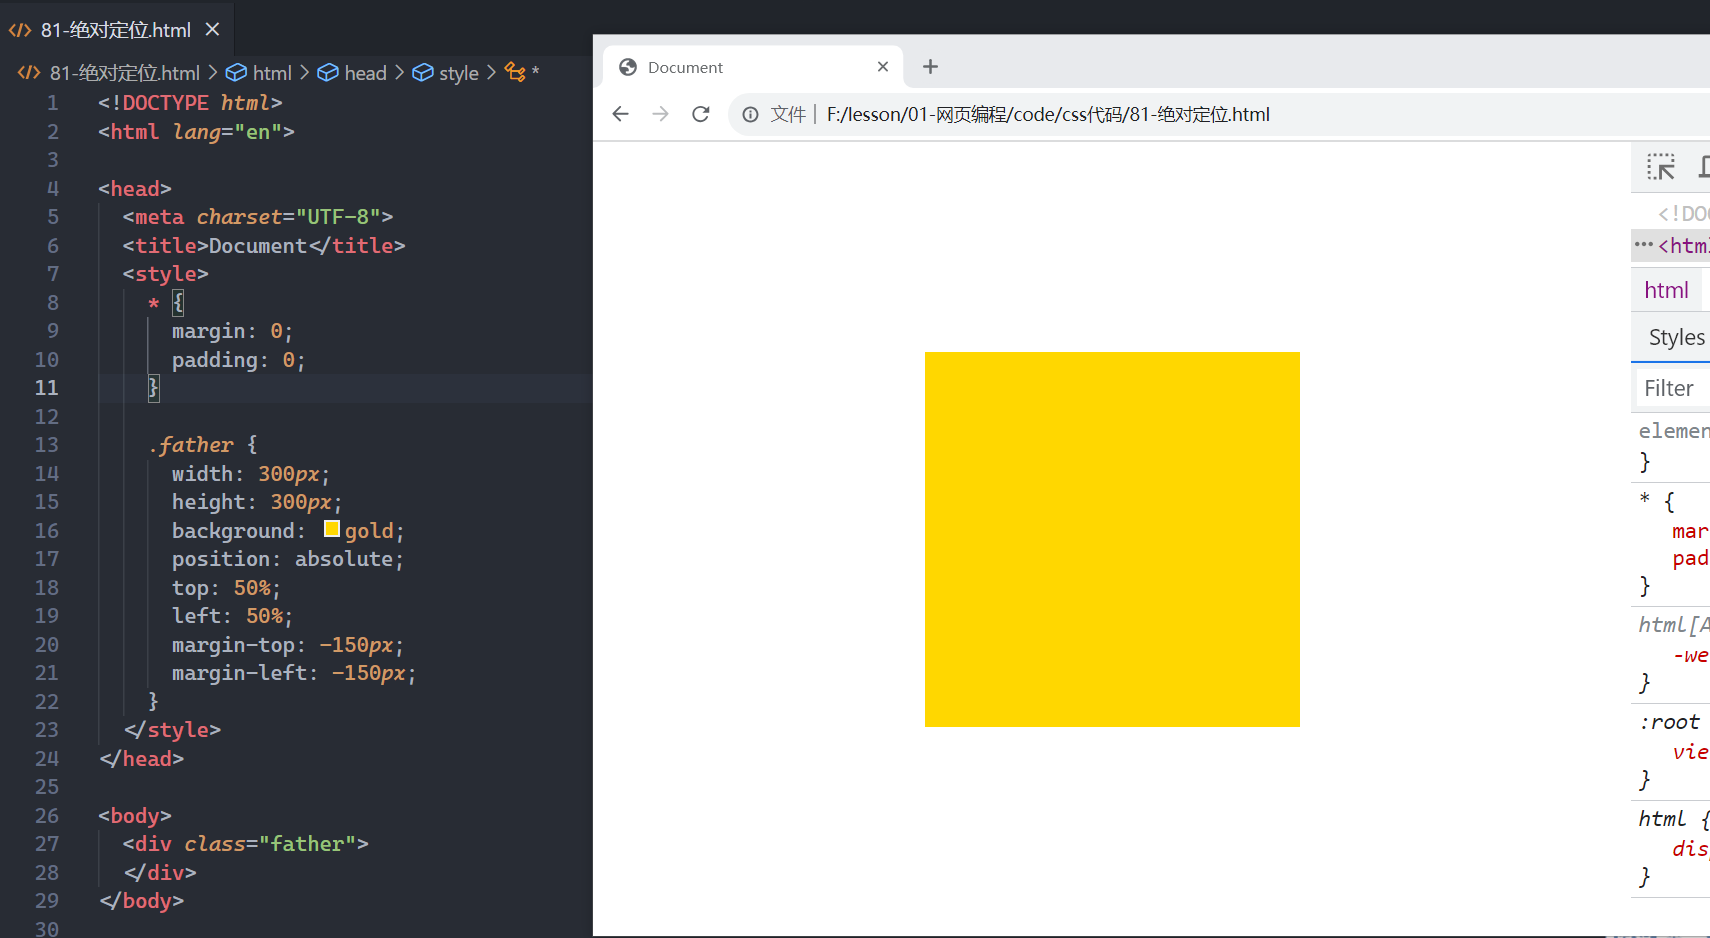 81-绝对定位.html
81-绝对定位.html > html > head > style > *
1 <!DOCTYPE html>
2 <html lang="en">
3
4 <head>
5 <meta charset="UTF-8">
6 <title>Document</title>
7 <style>
8 * {
9 margin: 0;
10 padding: 0;
11 }
12
13 .father {
14 width: 300px;
15 height: 300px;
16 background: gold;
17 position: absolute;
18 top: 50%;
19 left: 50%;
20 margin-top: -150px;
21 margin-left: -150px;
22 }
23 </style>
24 </head>
25
26 <body>
27 <div class="father">
28 </div>
29 </body>
30
Document
文件 | F:/lesson/01-网页编程/code/css代码/81-绝对定位.html
<!DO
<html
html
Styles
Filter
elemen
}
* {
mar
pad
}
html[A
-we
}
:root
vie
}
html {
dis
}